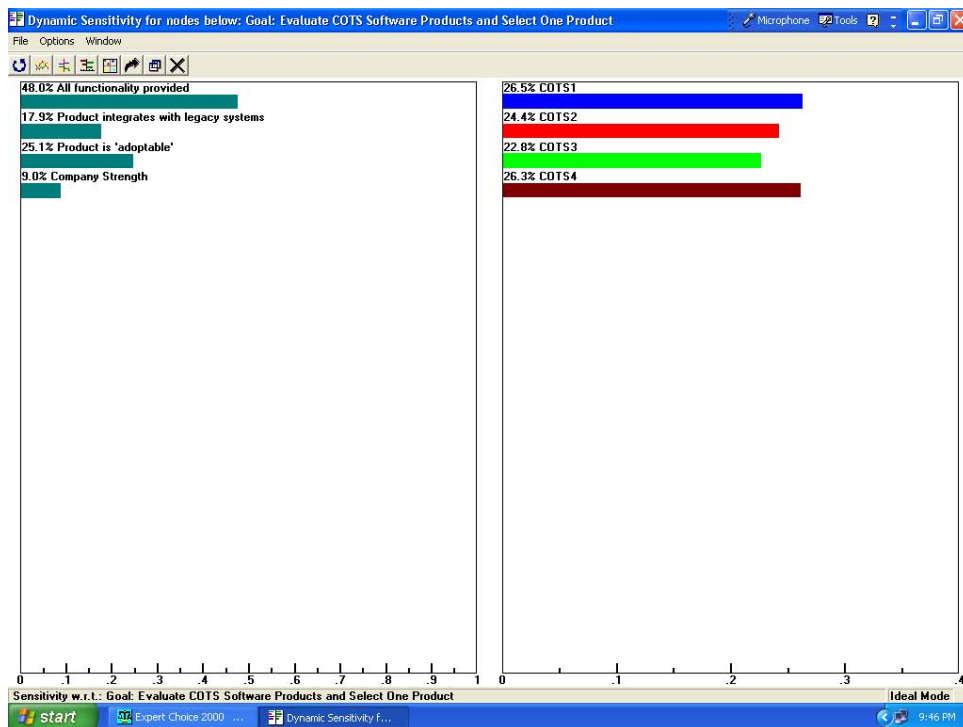 Dynamic Sensitivity for nodes below: Goal: Evaluate COTS Software Products and Select One Product
Microphone Tools
File Options Window
48.0% All functionality provided
17.9% Product integrates with legacy systems
25.1% Product is 'adoptable'
9.0% Company Strength
0 .1 .2 .3 .4 .5 .6 .7 .8 .9 1
26.5% COTS1
24.4% COTS2
22.8% COTS3
26.3% COTS4
0 .1 .2 .3 .4
Sensitivity w.r.t.: Goal: Evaluate COTS Software Products and Select One Product
Ideal Mode
start Expert Choice 2000 ... Dynamic Sensitivity f... 9:46 PM